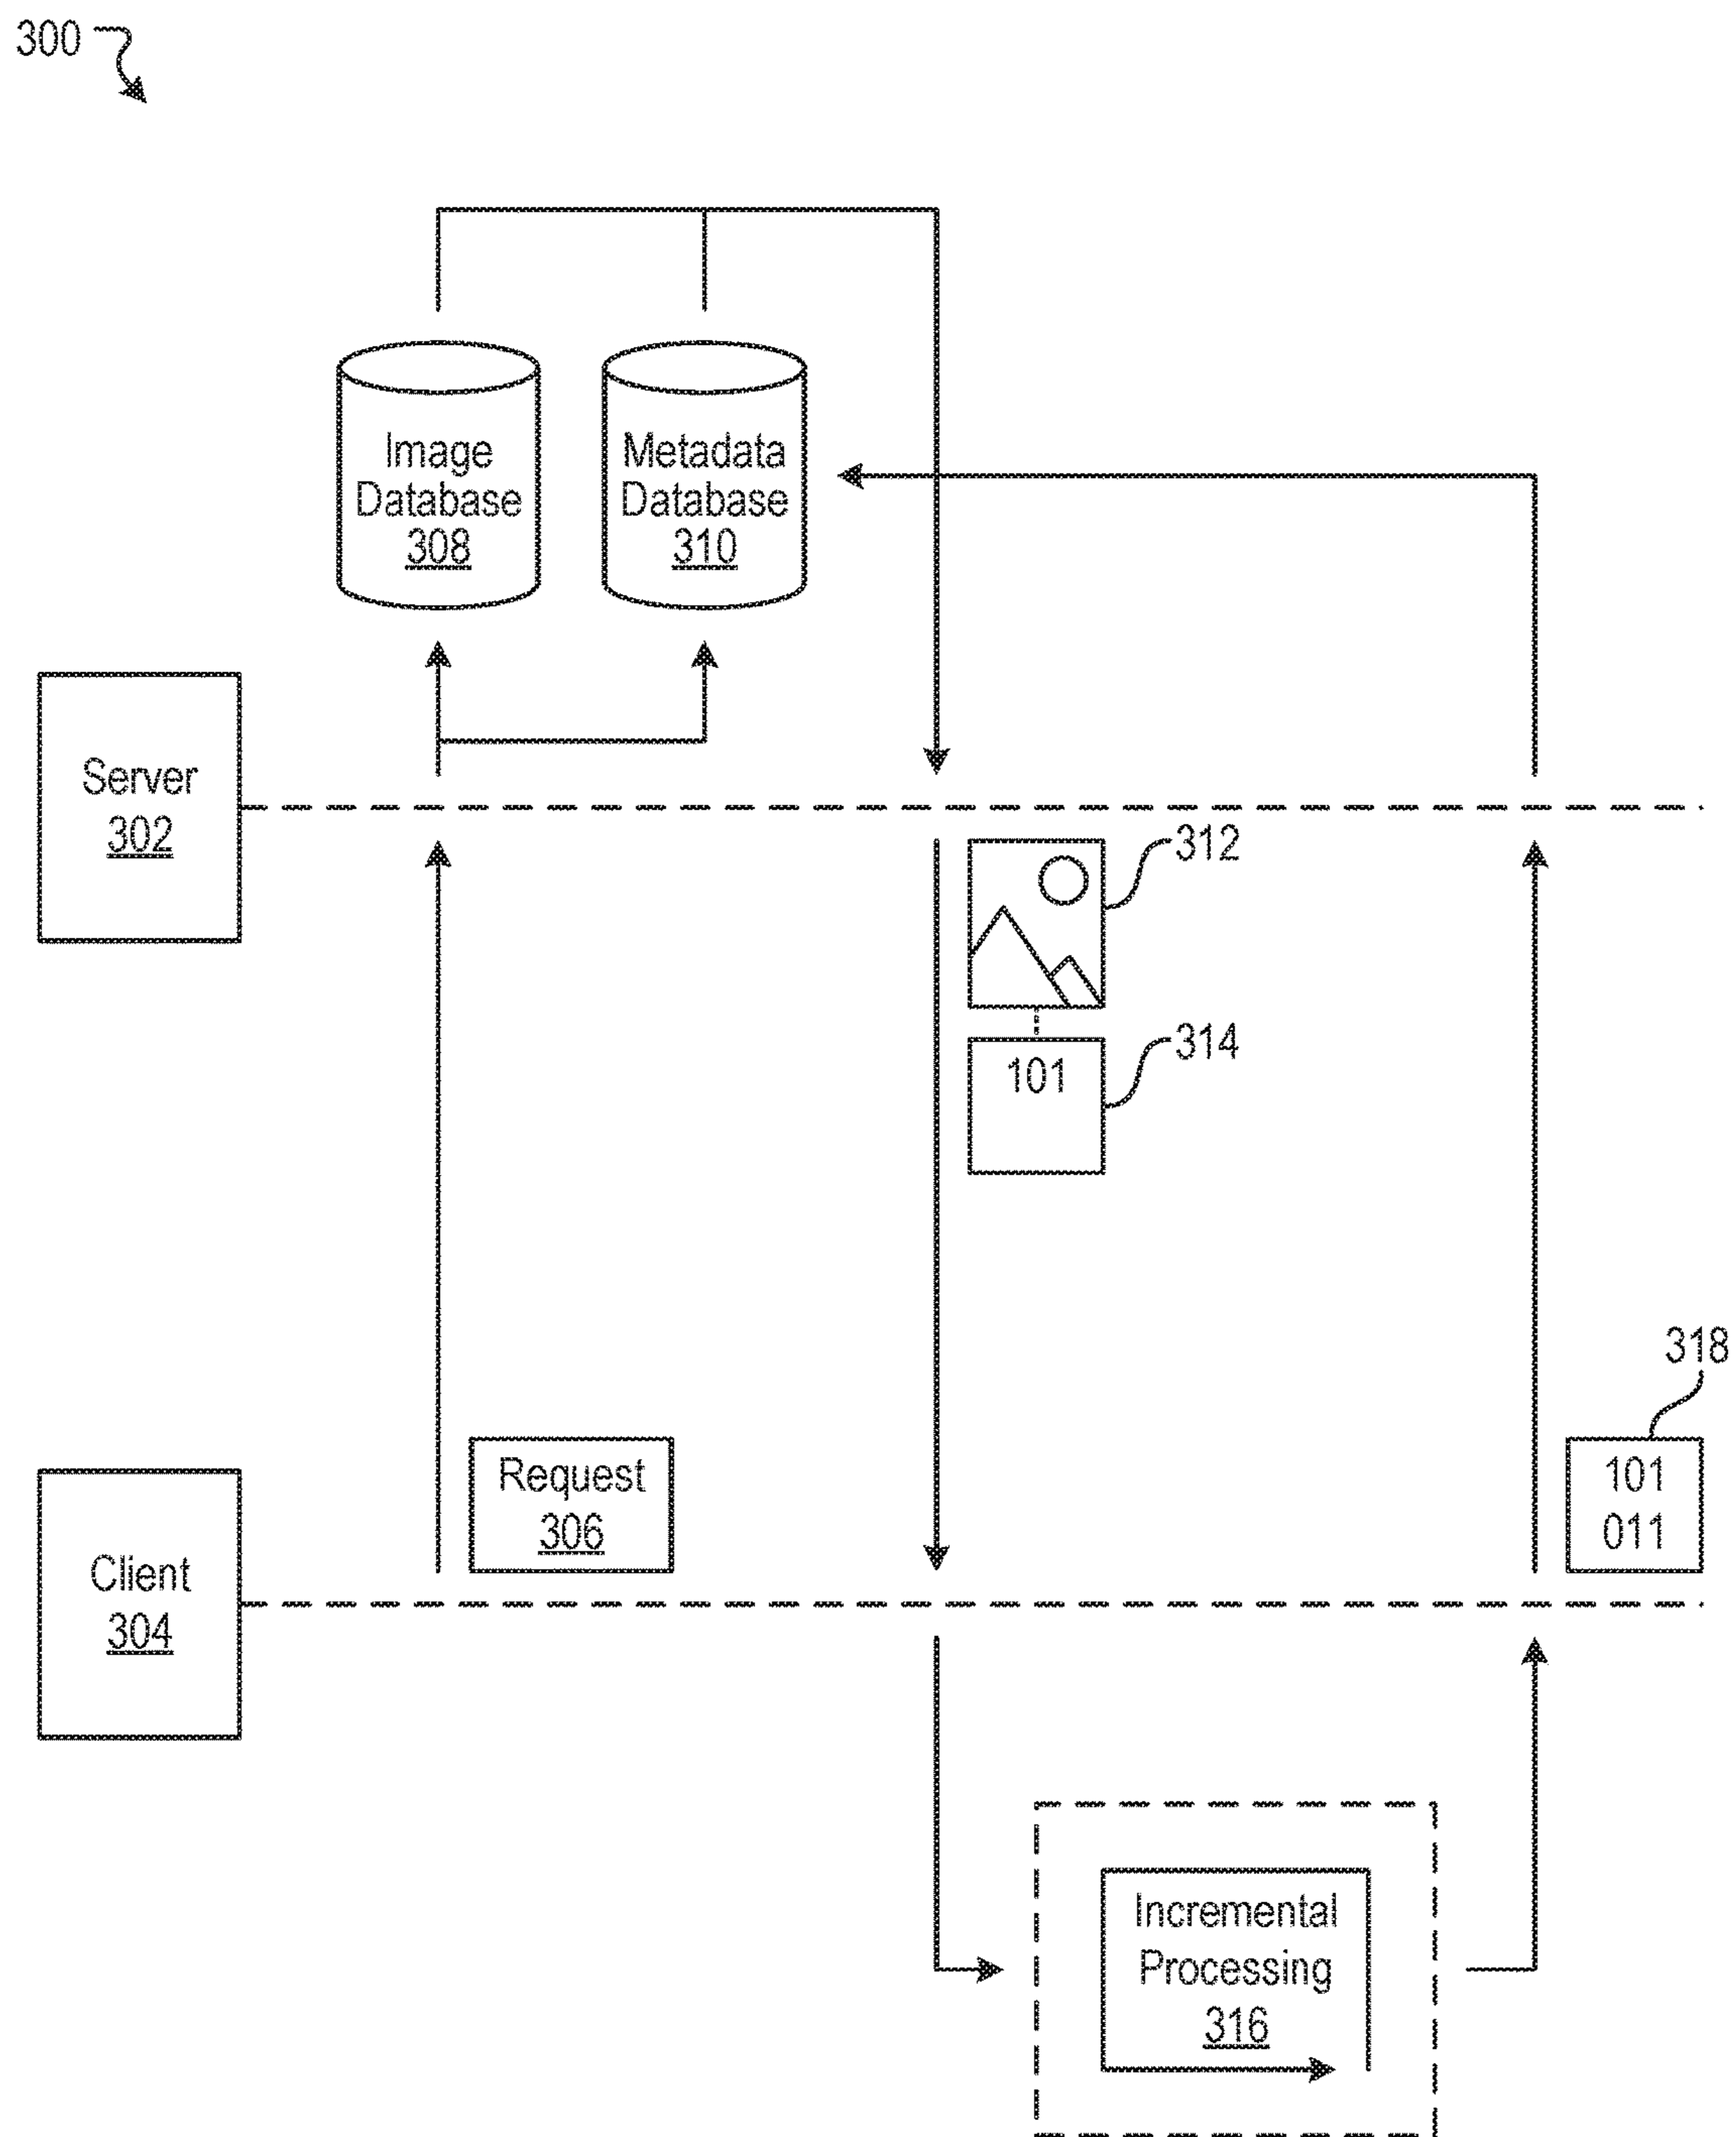 300
Image
Database
308
Metadata
Database
310
Server
302
312
101
314
318
Request
306
101
011
Client
304
Incremental
Processing
316